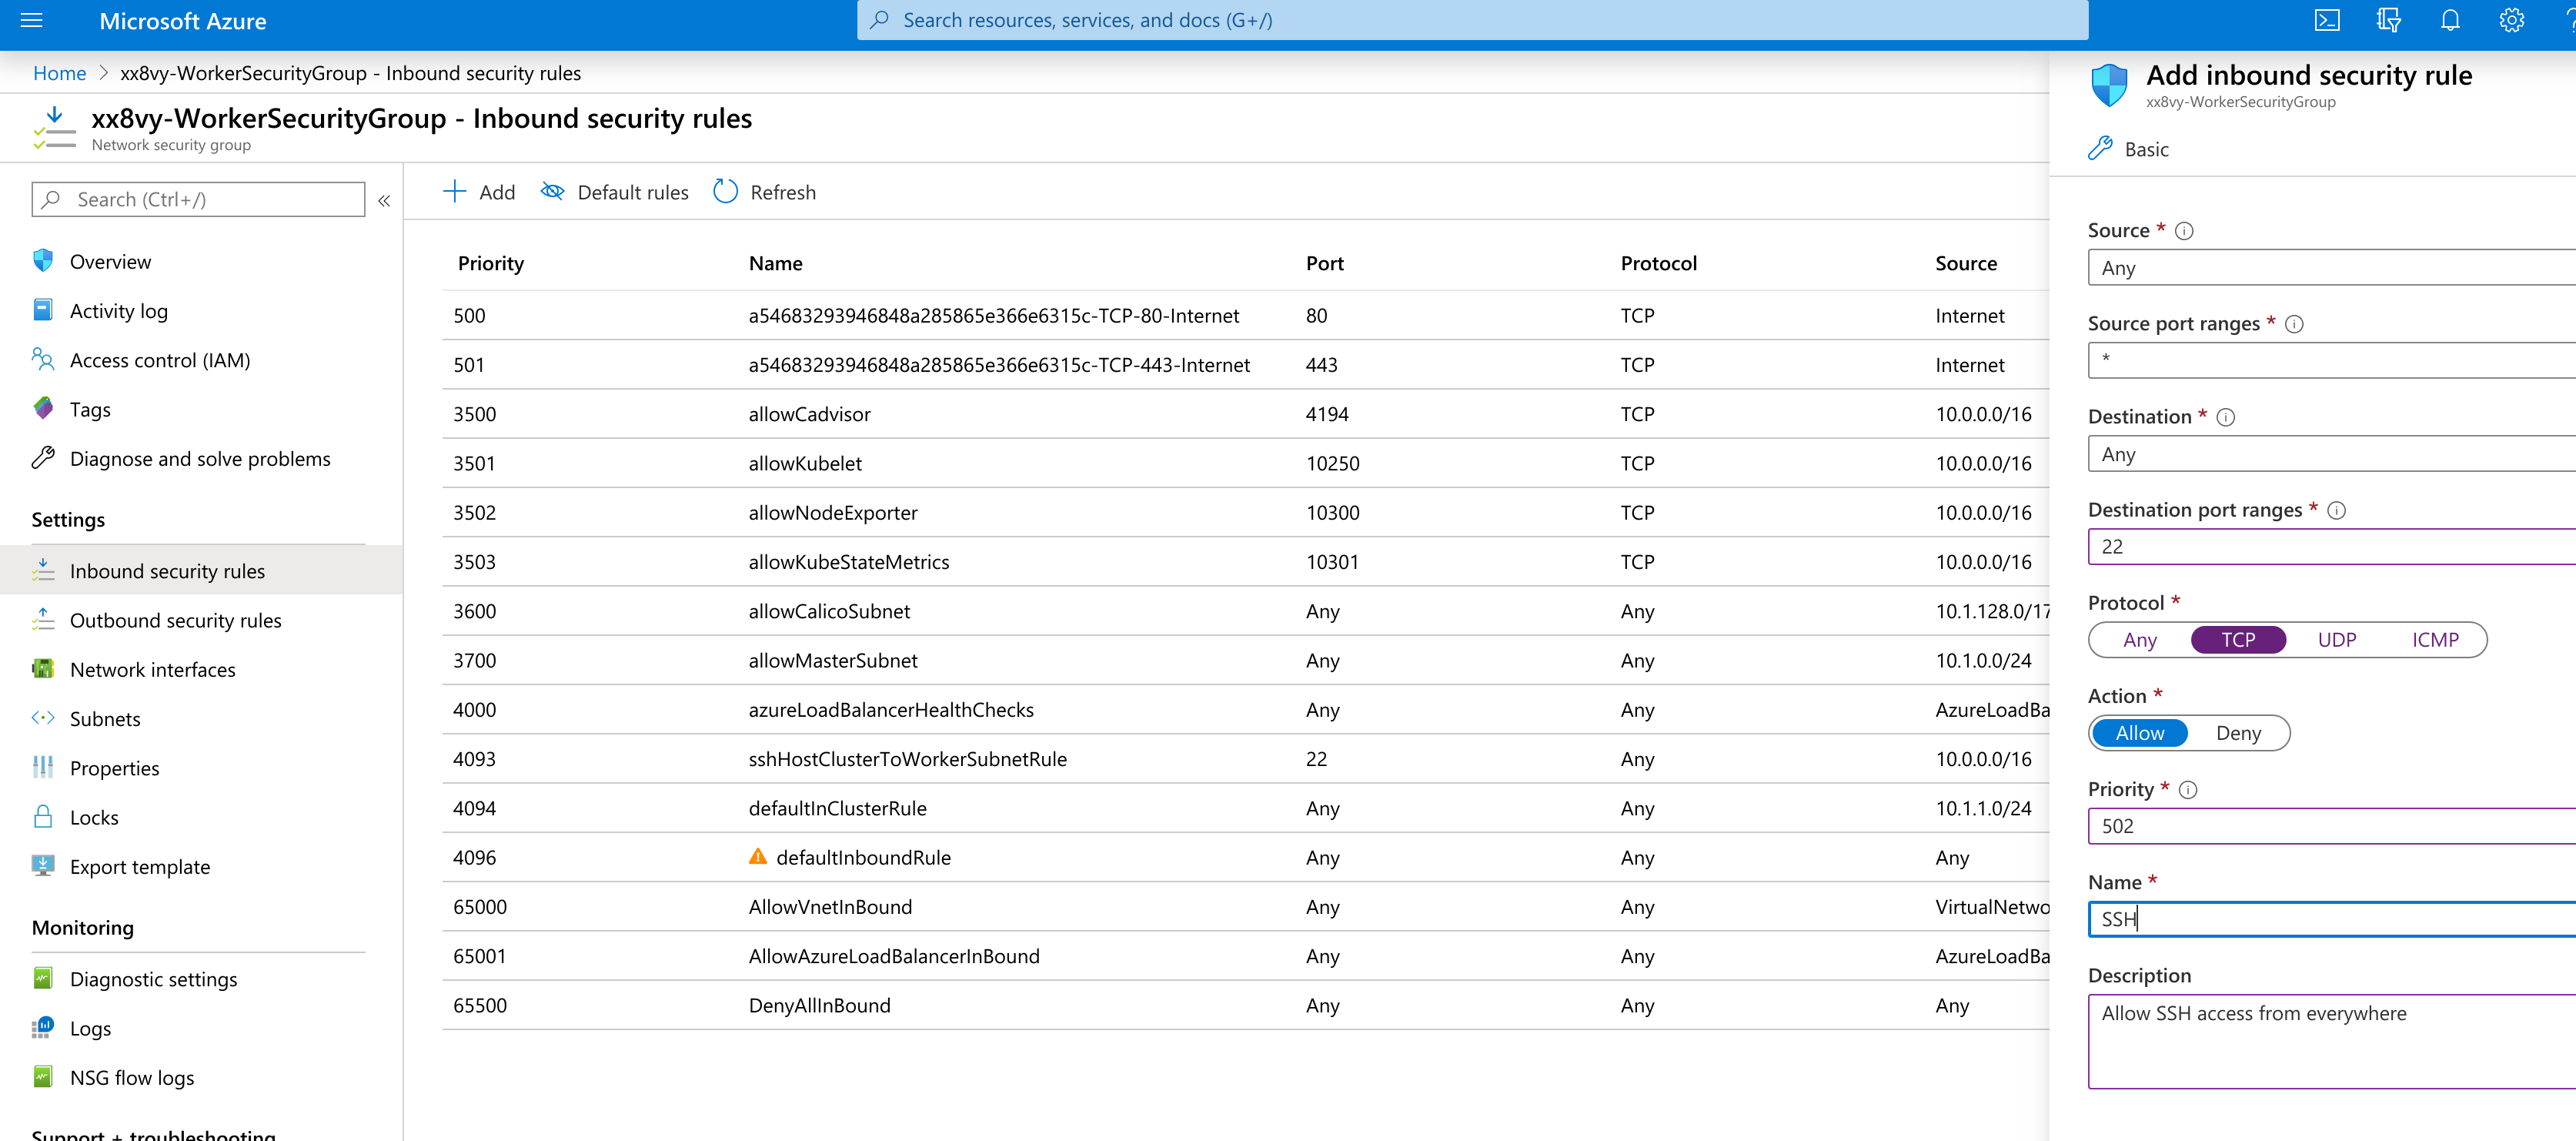 Microsoft Azure
Search resources, services, and docs (G+/)
Home > xx8vy-WorkerSecurityGroup - Inbound security rules
xx8vy-WorkerSecurityGroup - Inbound security rules
Network security group
Search (Ctrl+/)
Overview
Activity log
Access control (IAM)
Tags
Diagnose and solve problems
Settings
Inbound security rules
Outbound security rules
Network interfaces
Subnets
Properties
Locks
Export template
Monitoring
Diagnostic settings
Logs
NSG flow logs
Support + troubleshooting
Add Default rules Refresh
Priority Name Port Protocol Source
500 a54683293946848a285865e366e6315c-TCP-80-Internet 80 TCP Internet
501 a54683293946848a285865e366e6315c-TCP-443-Internet 443 TCP Internet
3500 allowCadvisor 4194 TCP 10.0.0.0/16
3501 allowKubelet 10250 TCP 10.0.0.0/16
3502 allowNodeExporter 10300 TCP 10.0.0.0/16
3503 allowKubeStateMetrics 10301 TCP 10.0.0.0/16
3600 allowCalicoSubnet Any Any 10.1.128.0/17
3700 allowMasterSubnet Any Any 10.1.0.0/24
4000 azureLoadBalancerHealthChecks Any Any AzureLoadBa
4093 sshHostClusterToWorkerSubnetRule 22 Any 10.0.0.0/16
4094 defaultInClusterRule Any Any 10.1.1.0/24
4096 defaultInboundRule Any Any Any
65000 AllowVnetInBound Any Any VirtualNetwo
65001 AllowAzureLoadBalancerInBound Any Any AzureLoadBa
65500 DenyAllInBound Any Any Any
Add inbound security rule
xx8vy-WorkerSecurityGroup
Basic
Source *
Any
Source port ranges *
*
Destination *
Any
Destination port ranges *
22
Protocol *
Any TCP UDP ICMP
Action *
Allow Deny
Priority *
502
Name *
SSH
Description
Allow SSH access from everywhere